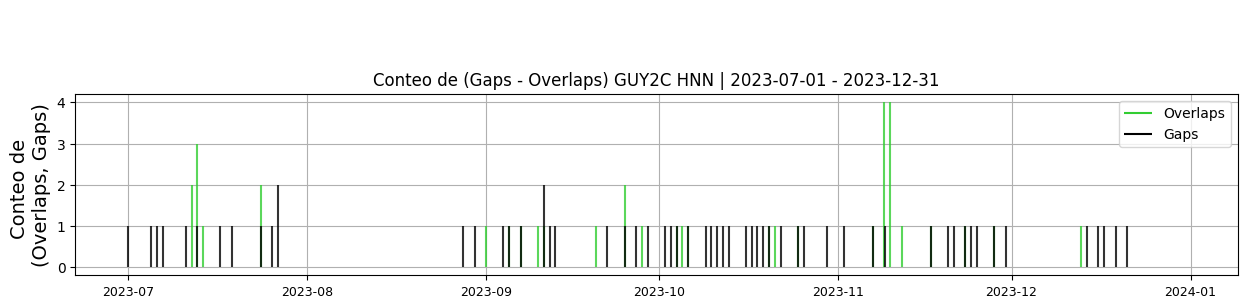 Conteo de (Gaps - Overlaps) GUY2C HNN | 2023-07-01 - 2023-12-31
Conteo de
(Overlaps, Gaps)
4
3
2
1
0
Overlaps
Gaps
2023-07
2023-08
2023-09
2023-10
2023-11
2023-12
2024-01